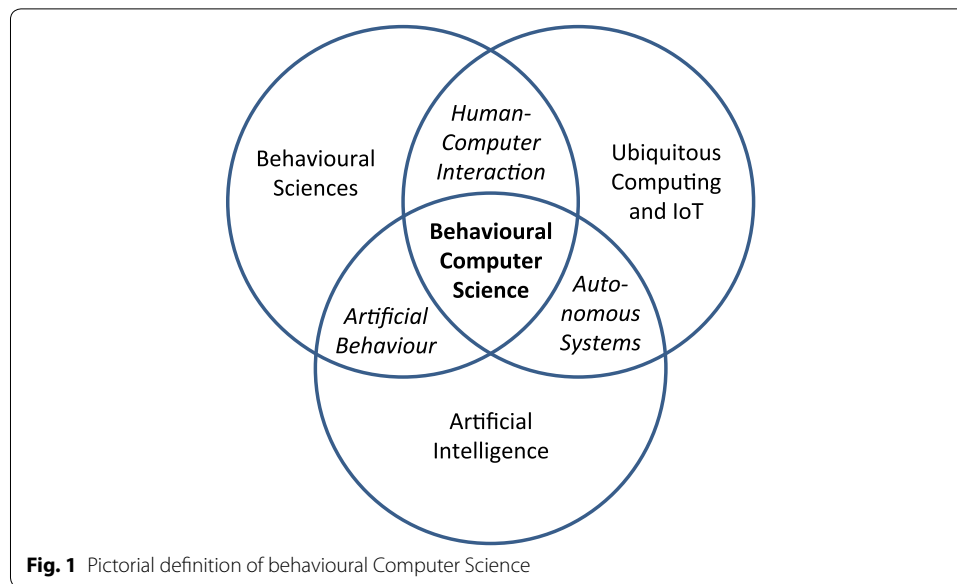 Human-
Computer
Interaction
Behavioural
Sciences
Ubiquitous
Computing
and IoT
Behavioural
Computer
Science
Auto-
nomous
Systems
Artificial
Behaviour
Artificial
Intelligence
Fig. 1 Pictorial definition of behavioural Computer Science